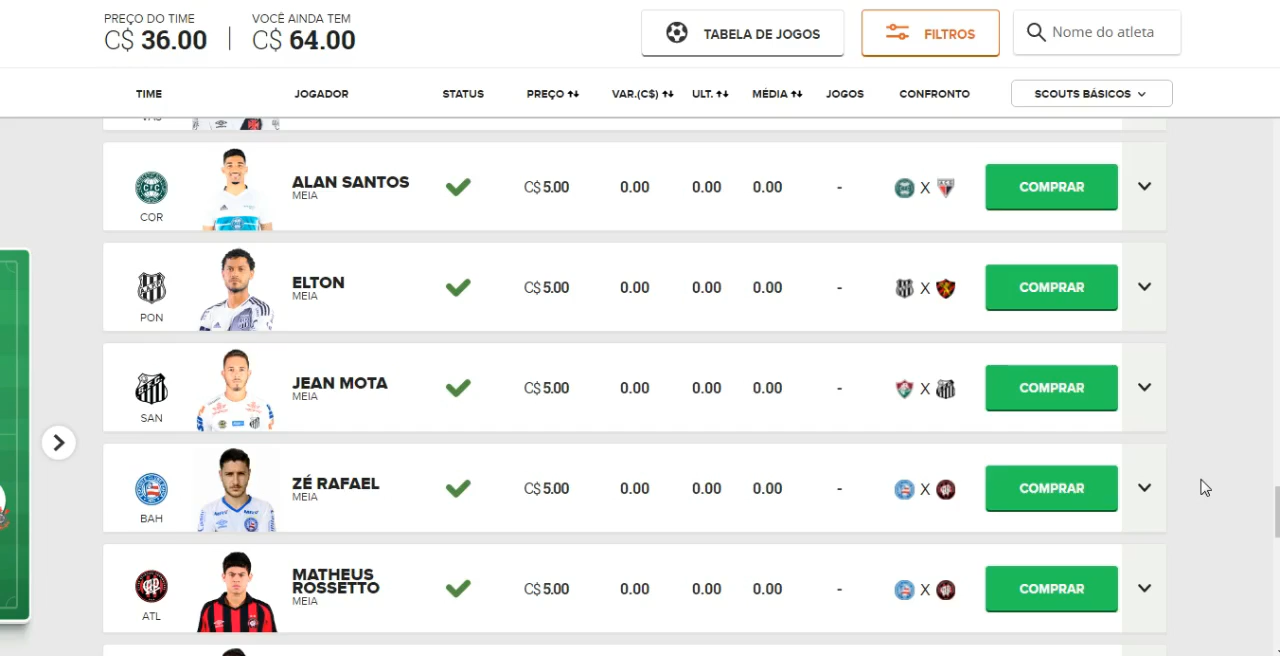 PREÇO DO TIME
C$ 36.00
VOCÊ AINDA TEM
C$ 64.00
TABELA DE JOGOS
FILTROS
Nome do atleta
TIME JOGADOR STATUS PREÇO VAR.(C$) ULT. MÉDIA JOGOS CONFRONTO SCOUTS BÁSICOS
COR
ALAN SANTOS
MEIA
C$ 5.00 0.00 0.00 0.00 - X COMPRAR
PON
ELTON
MEIA
C$ 5.00 0.00 0.00 0.00 - X COMPRAR
SAN
JEAN MOTA
MEIA
C$ 5.00 0.00 0.00 0.00 - X COMPRAR
BAH
ZÉ RAFAEL
MEIA
C$ 5.00 0.00 0.00 0.00 - X COMPRAR
ATL
MATHEUS
ROSSETTO
MEIA
C$ 5.00 0.00 0.00 0.00 - X COMPRAR